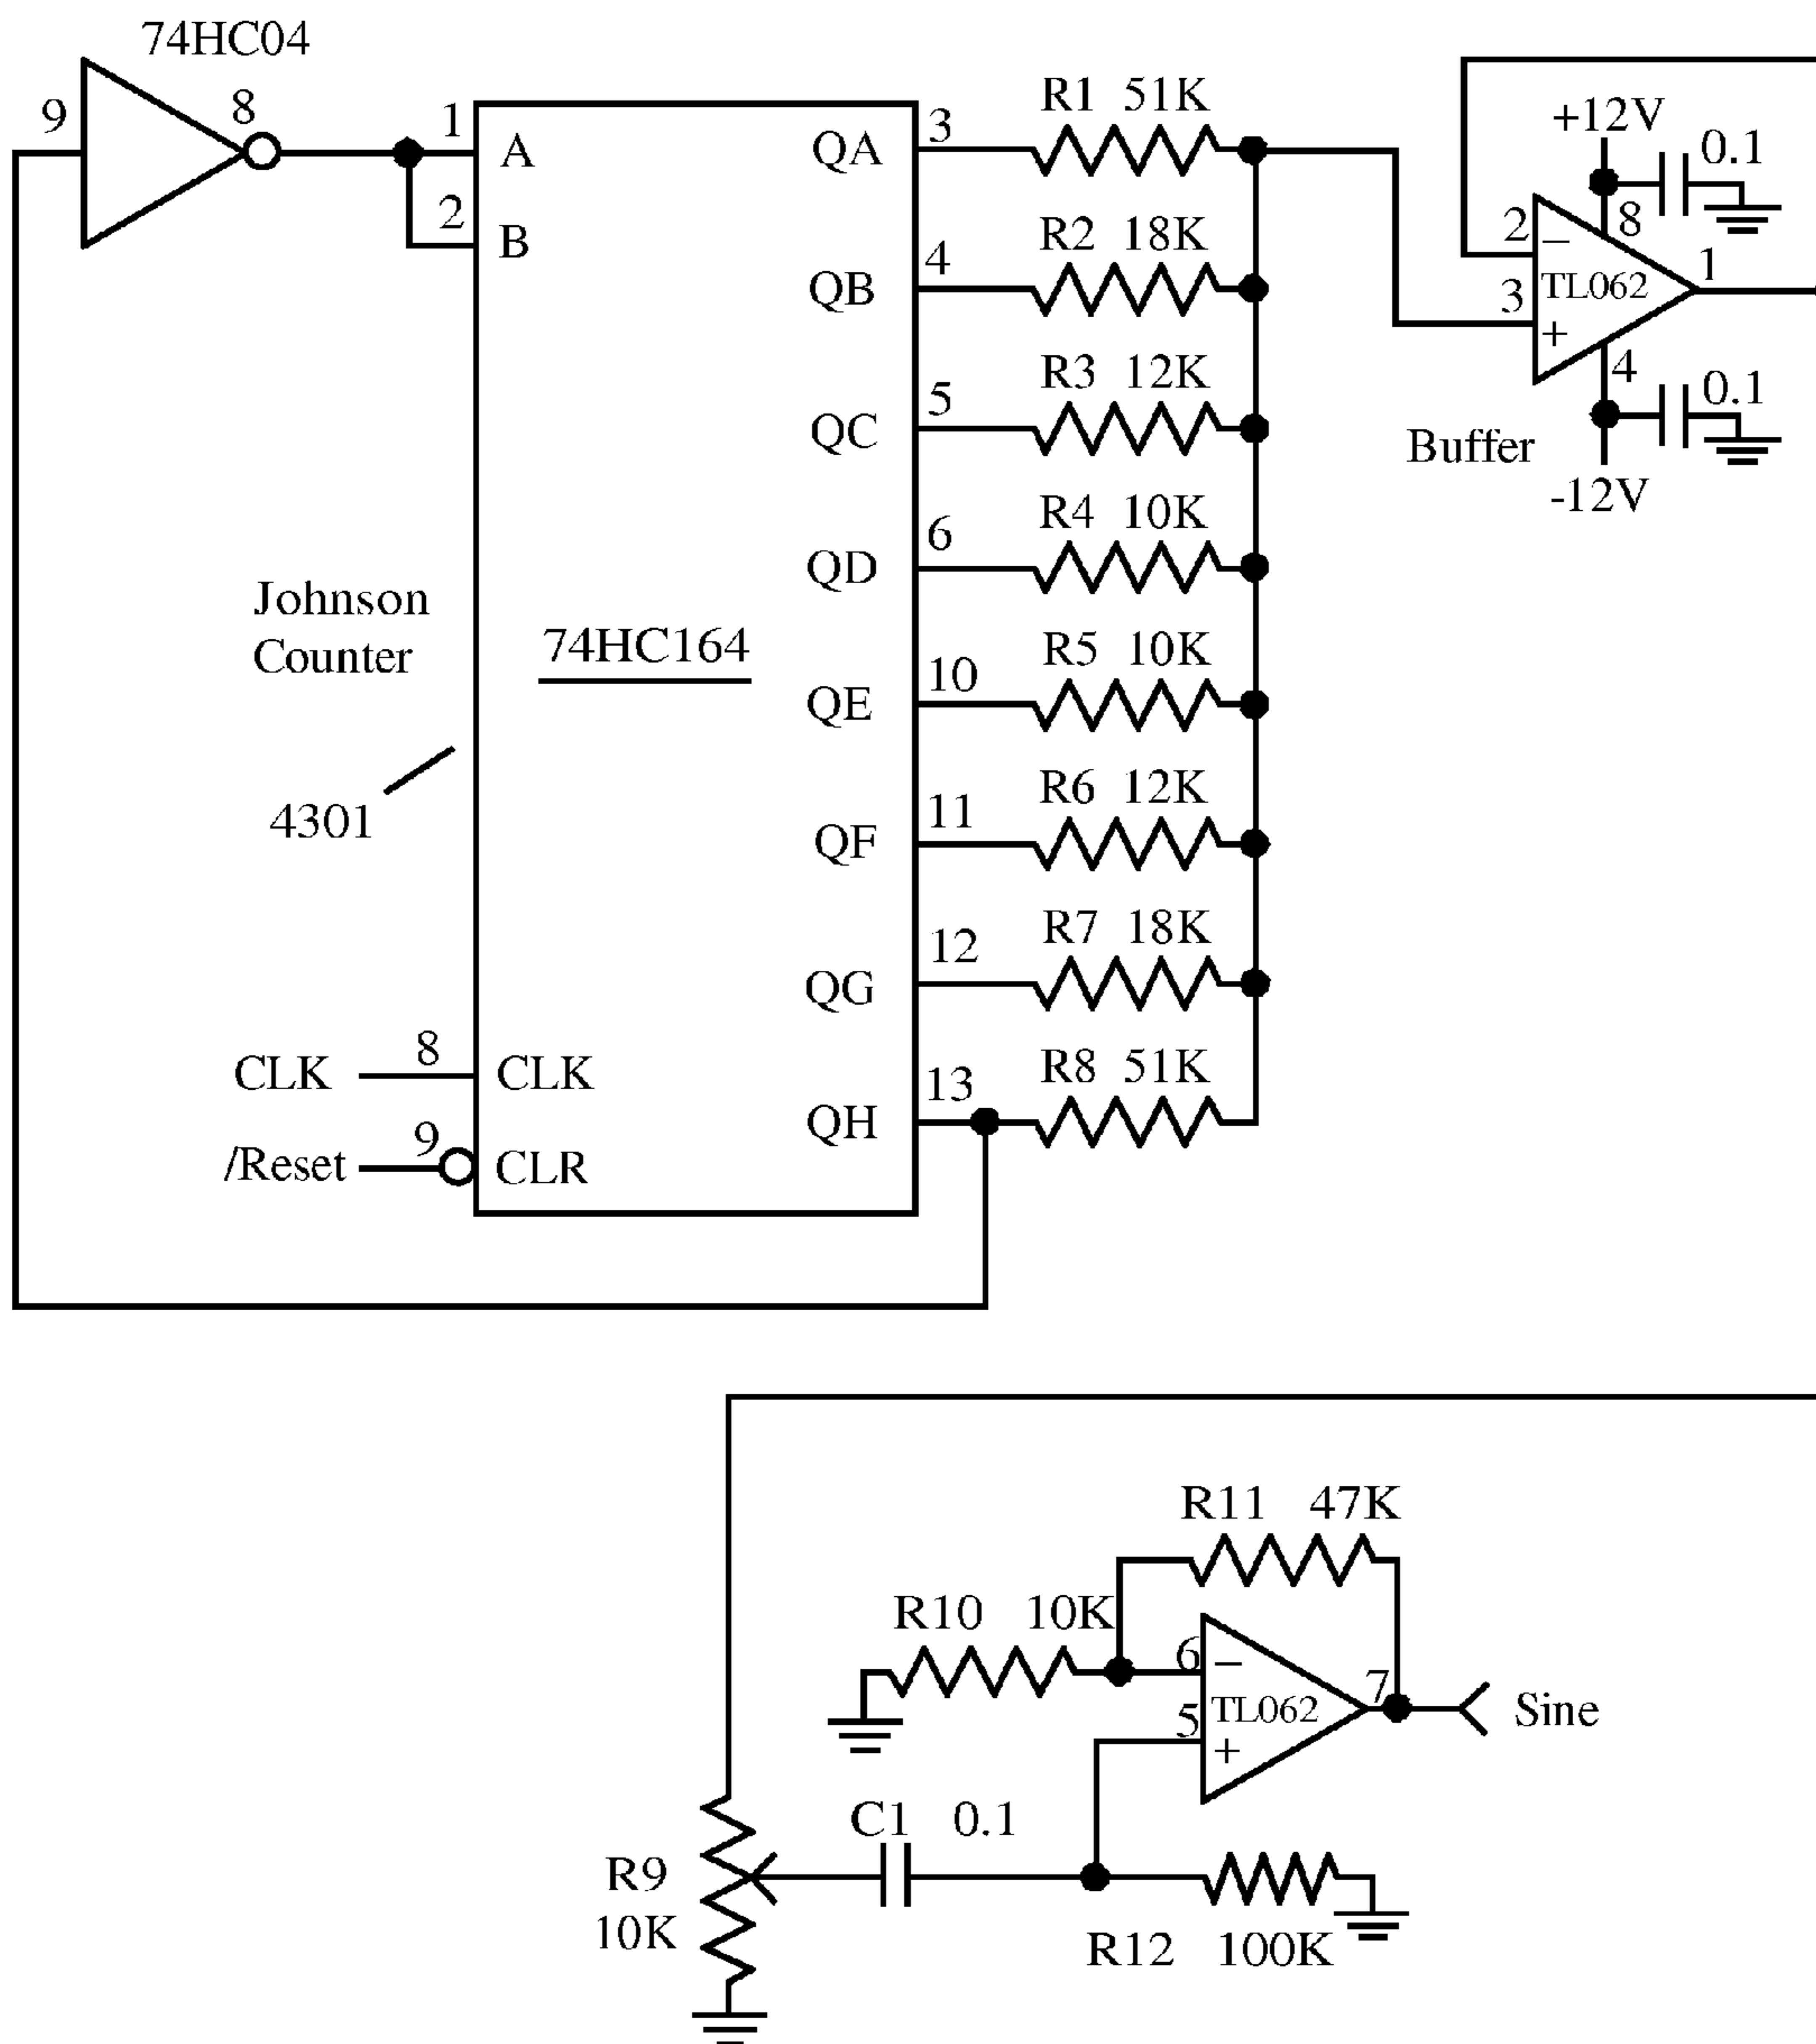 74HC04
9
8
1
A
2
B
QA
3
R1 51K
QB
4
R2 18K
QC
5
R3 12K
QD
6
R4 10K
QE
10
R5 10K
QF
11
R6 12K
QG
12
R7 18K
QH
13
R8 51K
Johnson
Counter
74HC164
4301
CLK
8
CLK
/Reset
9
CLR
+12V
0.1
8
2
−
TL062
1
3
+
4
0.1
Buffer
-12V
R11 47K
R10 10K
6
−
TL062
7
5
+
Sine
C1 0.1
R9
10K
R12 100K